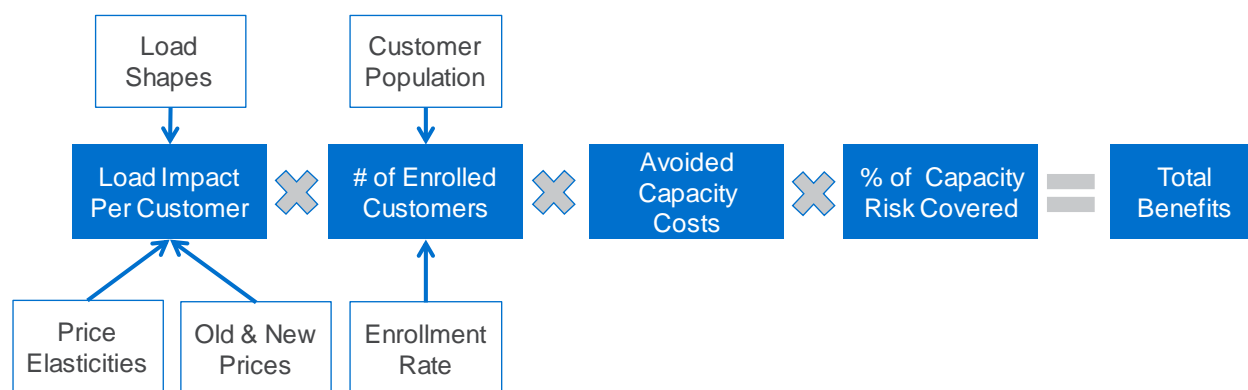 Load
Shapes
Customer
Population
Load Impact
Per Customer
# of Enrolled
Customers
Avoided
Capacity
Costs
% of Capacity
Risk Covered
Total
Benefits
Price
Elasticities
Old & New
Prices
Enrollment
Rate